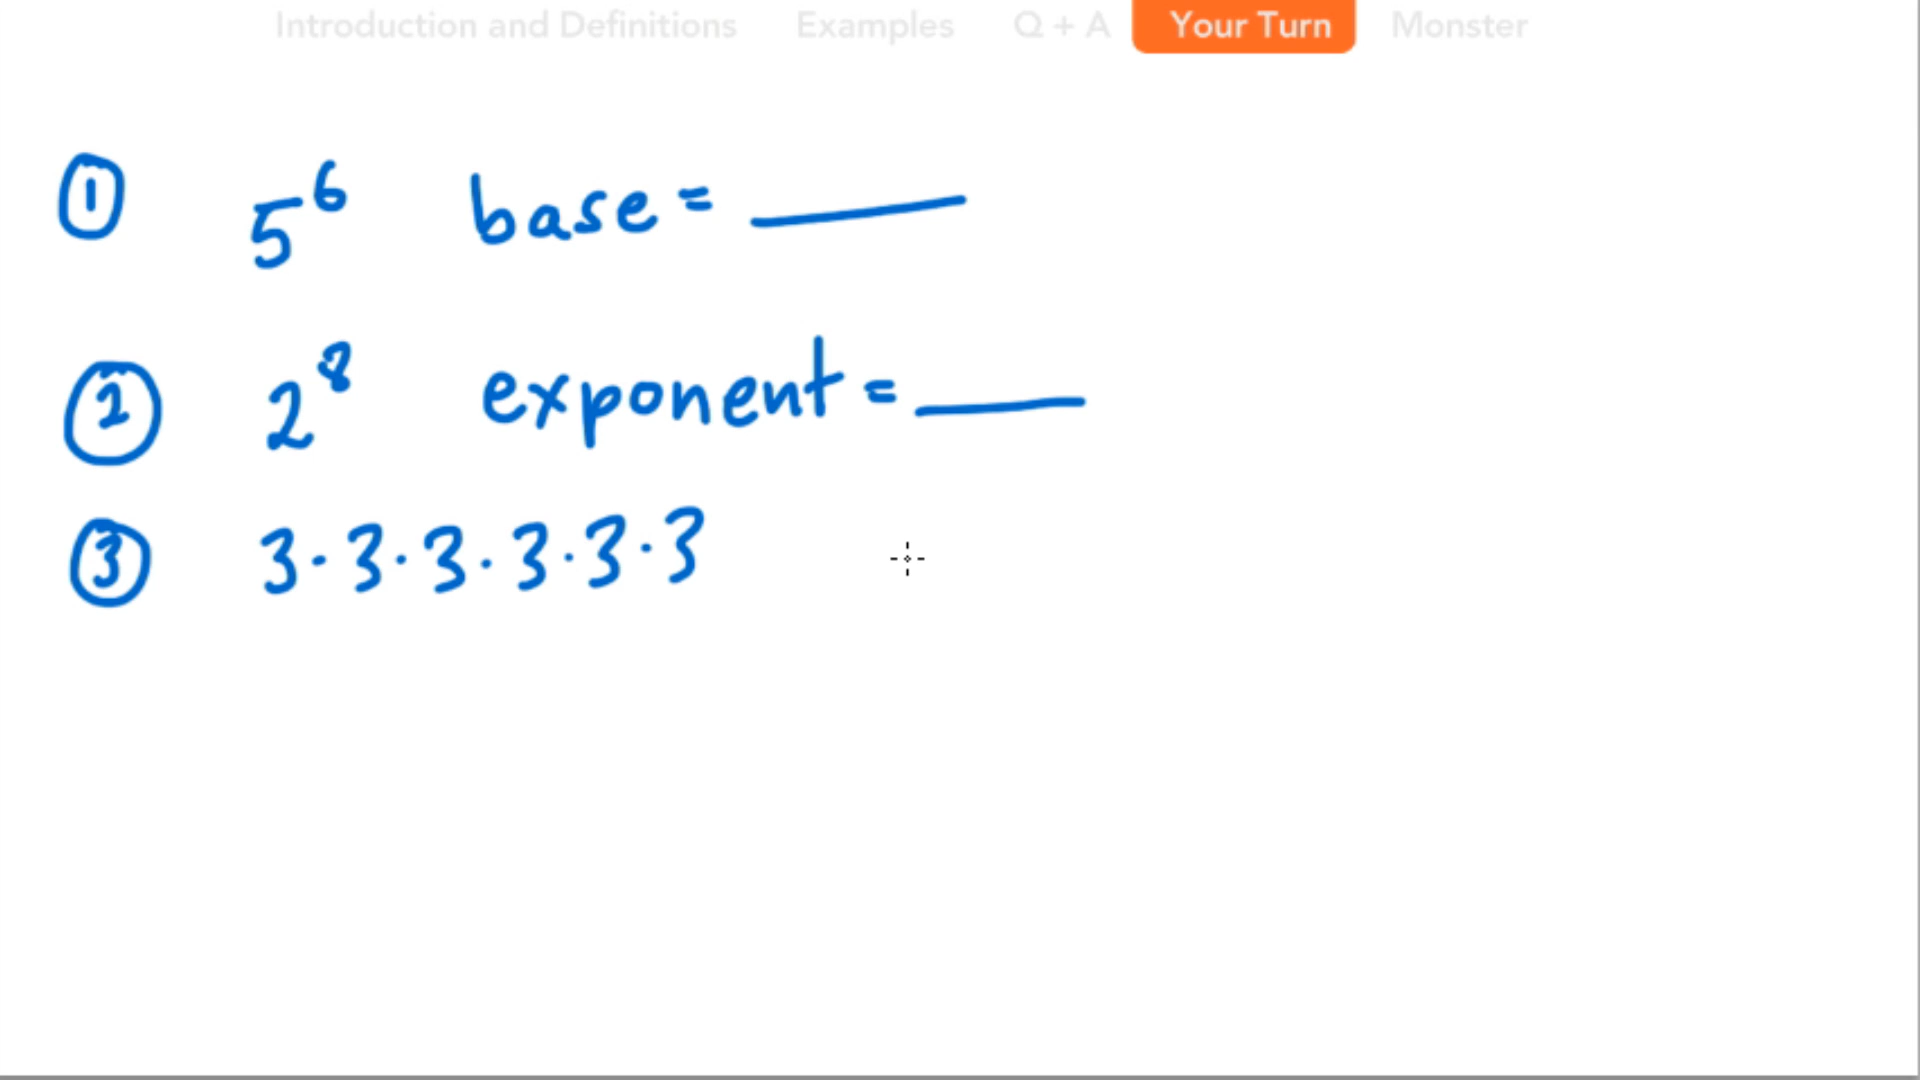 Introduction and Definitions Examples Q + A Your Turn Monster
① 5⁶ base = ____
② 2⁸ exponent = ____
③ 3 · 3 · 3 · 3 · 3 · 3